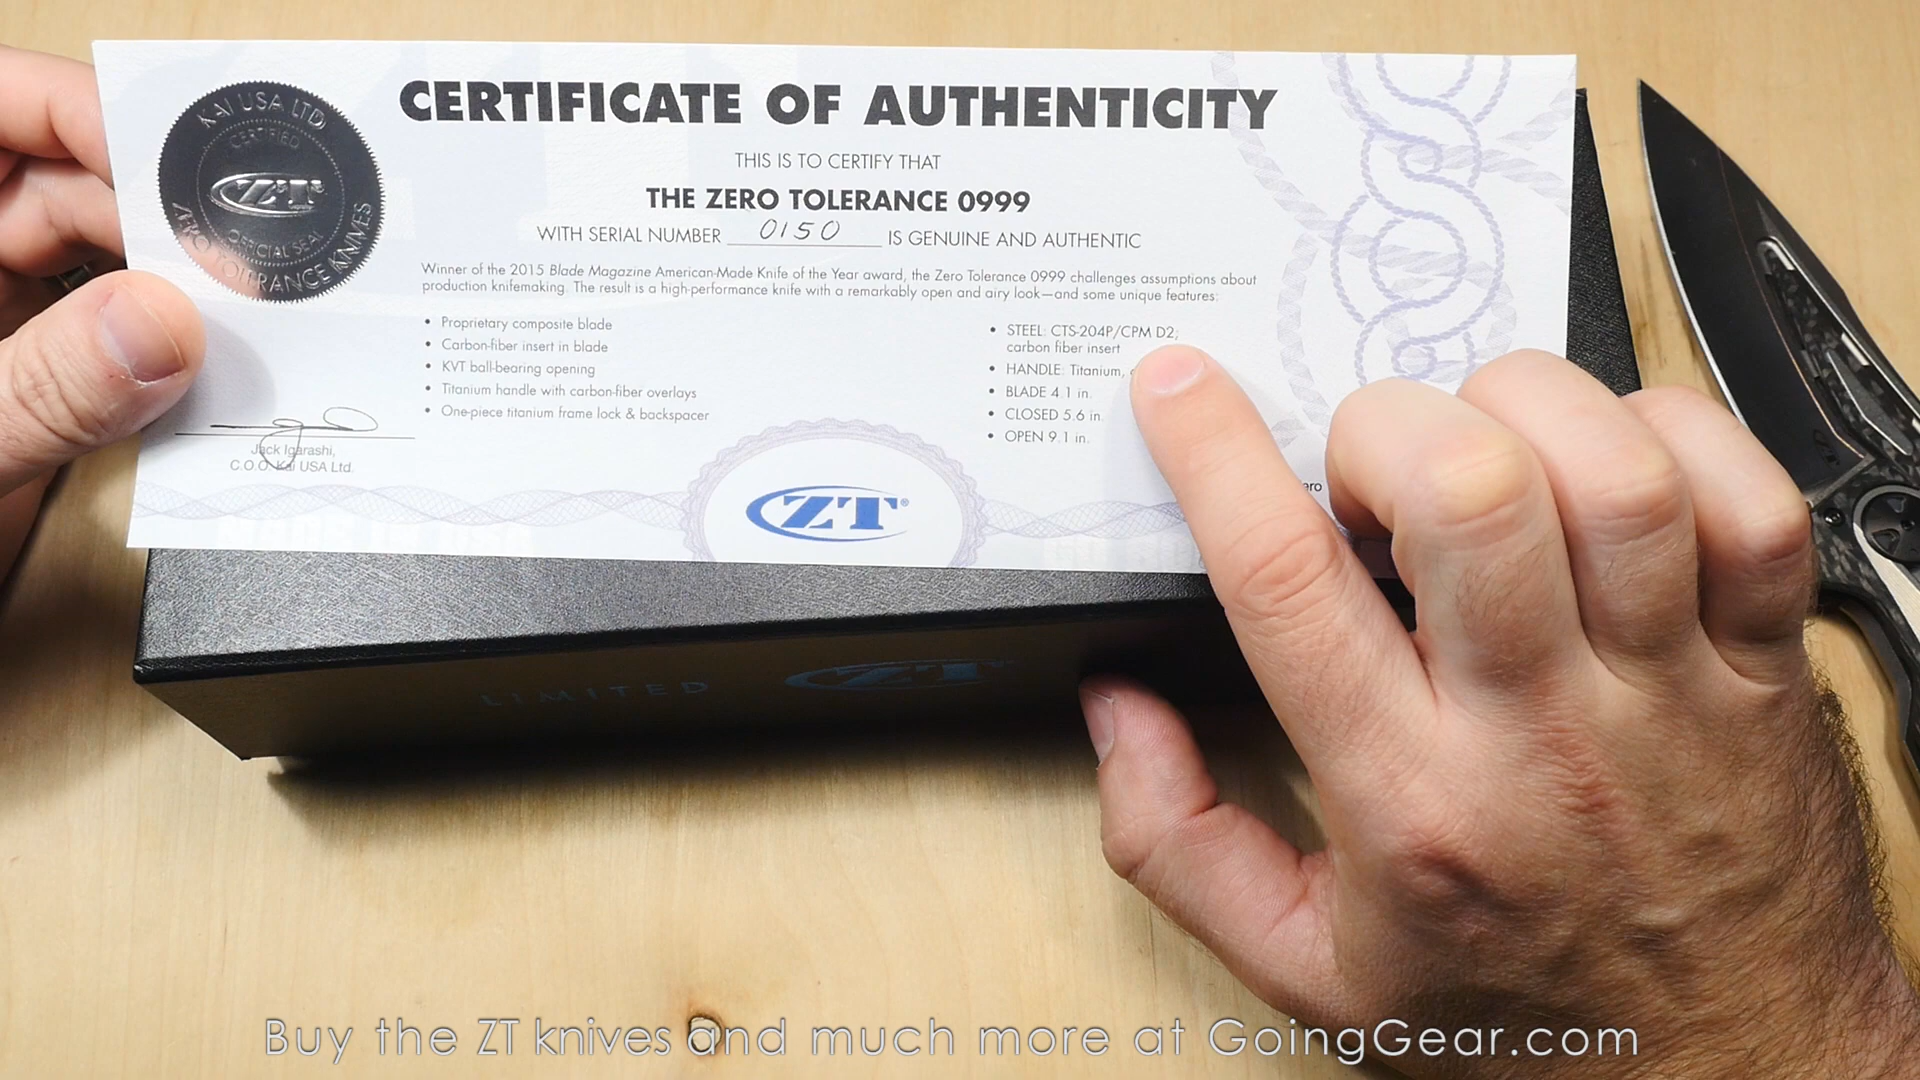 KAI USA LTD
CERTIFIED
ZT®
OFFICIAL SEAL
ZERO TOLERANCE KNIVES
CERTIFICATE OF AUTHENTICITY
THIS IS TO CERTIFY THAT
THE ZERO TOLERANCE 0999
WITH SERIAL NUMBER 0150 IS GENUINE AND AUTHENTIC
Winner of the 2015 Blade Magazine American-Made Knife of the Year award, the Zero Tolerance 0999 challenges assumptions about
production knifemaking. The result is a high-performance knife with a remarkably open and airy look—and some unique features:
• Proprietary composite blade
• Carbon-fiber insert in blade
• KVT ball-bearing opening
• Titanium handle with carbon-fiber overlays
• One-piece titanium frame lock & backspacer
• STEEL: CTS-204P/CPM D2;
carbon fiber insert
• HANDLE: Titanium,
• BLADE 4.1 in.
• CLOSED 5.6 in.
• OPEN 9.1 in.
Jack Igarashi,
C.O.O. Kai USA Ltd.
ZT®
LIMITED ZT
Buy the ZT knives and much more at GoingGear.com